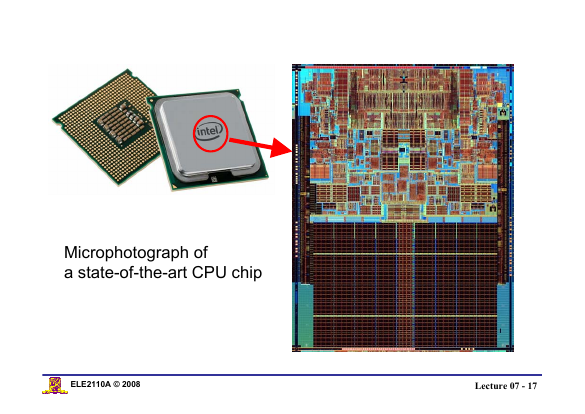 intel
Microphotograph of
a state-of-the-art CPU chip
ELE2110A © 2008
Lecture 07 - 17